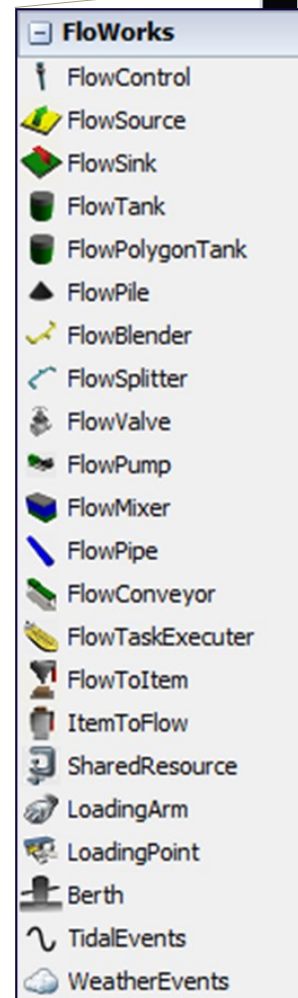 FloWorks
FlowControl
FlowSource
FlowSink
FlowTank
FlowPolygonTank
FlowPile
FlowBlender
FlowSplitter
FlowValve
FlowPump
FlowMixer
FlowPipe
FlowConveyor
FlowTaskExecuter
FlowToItem
ItemToFlow
SharedResource
LoadingArm
LoadingPoint
Berth
TidalEvents
WeatherEvents